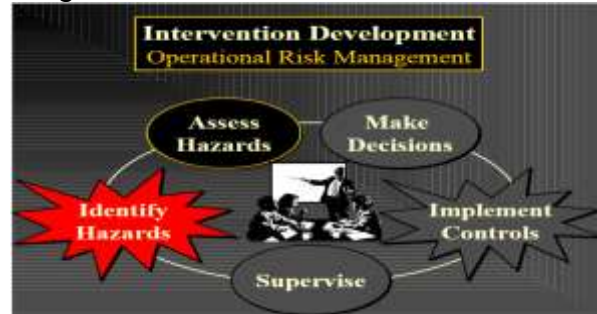 Intervention Development
Operational Risk Management
Assess
Hazards
Make
Decisions
Identify
Hazards
Implement
Controls
Supervise